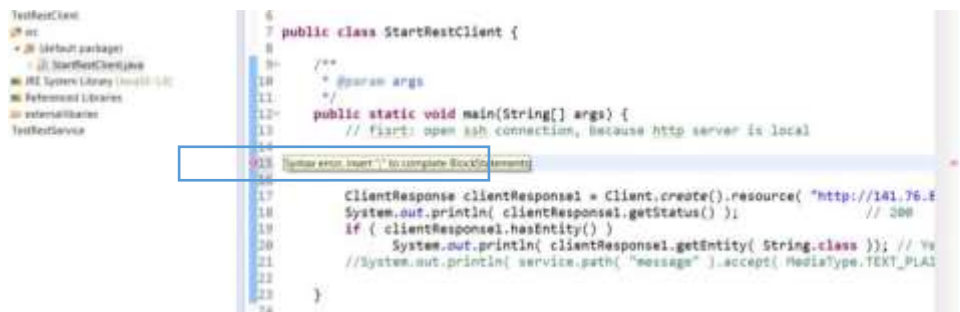 TestRestClient
src
(default package)
StartRestClient.java
JRE System Library
Referenced Libraries
TestRestService
6
7 public class StartRestClient {
8
9 /**
10 * @param args
11 */
12 public static void main(String[] args) {
13 // fisrt: open ssh connection, because http server is local
14
15 Syntax error, insert ";" to complete BlockStatements
16
17 ClientResponse clientResponse1 = Client.create().resource( "http://141.76.
18 System.out.println( clientResponse1.getStatus() ); // 200
19 if ( clientResponse1.hasEntity() )
20 System.out.println( clientResponse1.getEntity( String.class )); //
21 //System.out.println( service.path( "message" ).accept( MediaType.TEXT_PLAI
22
23 }
24